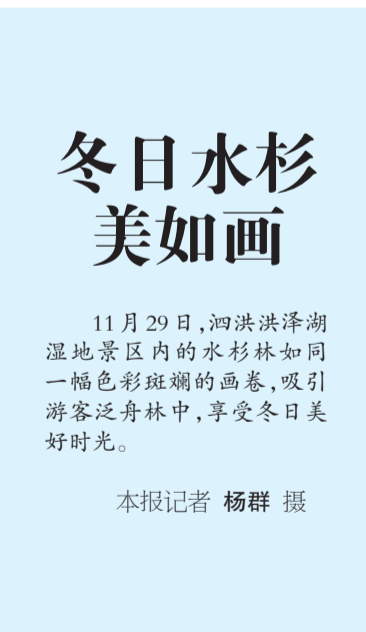 冬日水杉
美如画
11月29日,泗洪洪泽湖
湿地景区内的水杉林如同
一幅色彩斑斓的画卷,吸引
游客泛舟林中,享受冬日美
好时光。
本报记者 杨群 摄